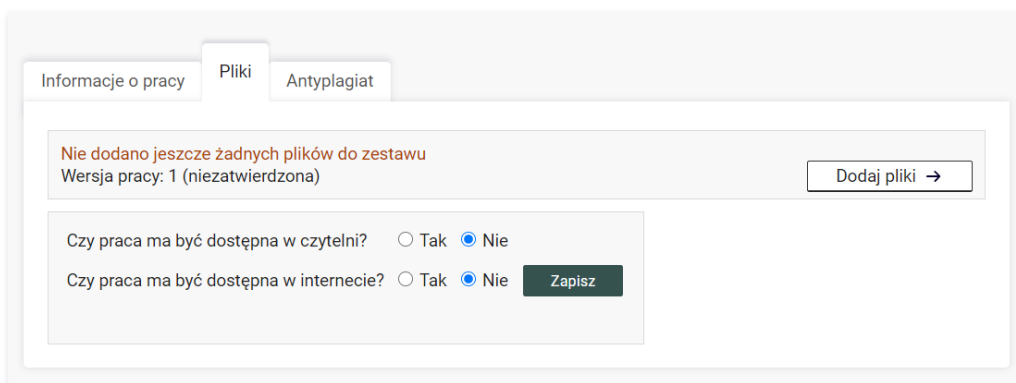 Informacje o pracy
Pliki
Antyplagiat
Nie dodano jeszcze żadnych plików do zestawu
Wersja pracy: 1 (niezatwierdzona)
Dodaj pliki →
Czy praca ma być dostępna w czytelni? Tak Nie
Czy praca ma być dostępna w internecie? Tak Nie Zapisz